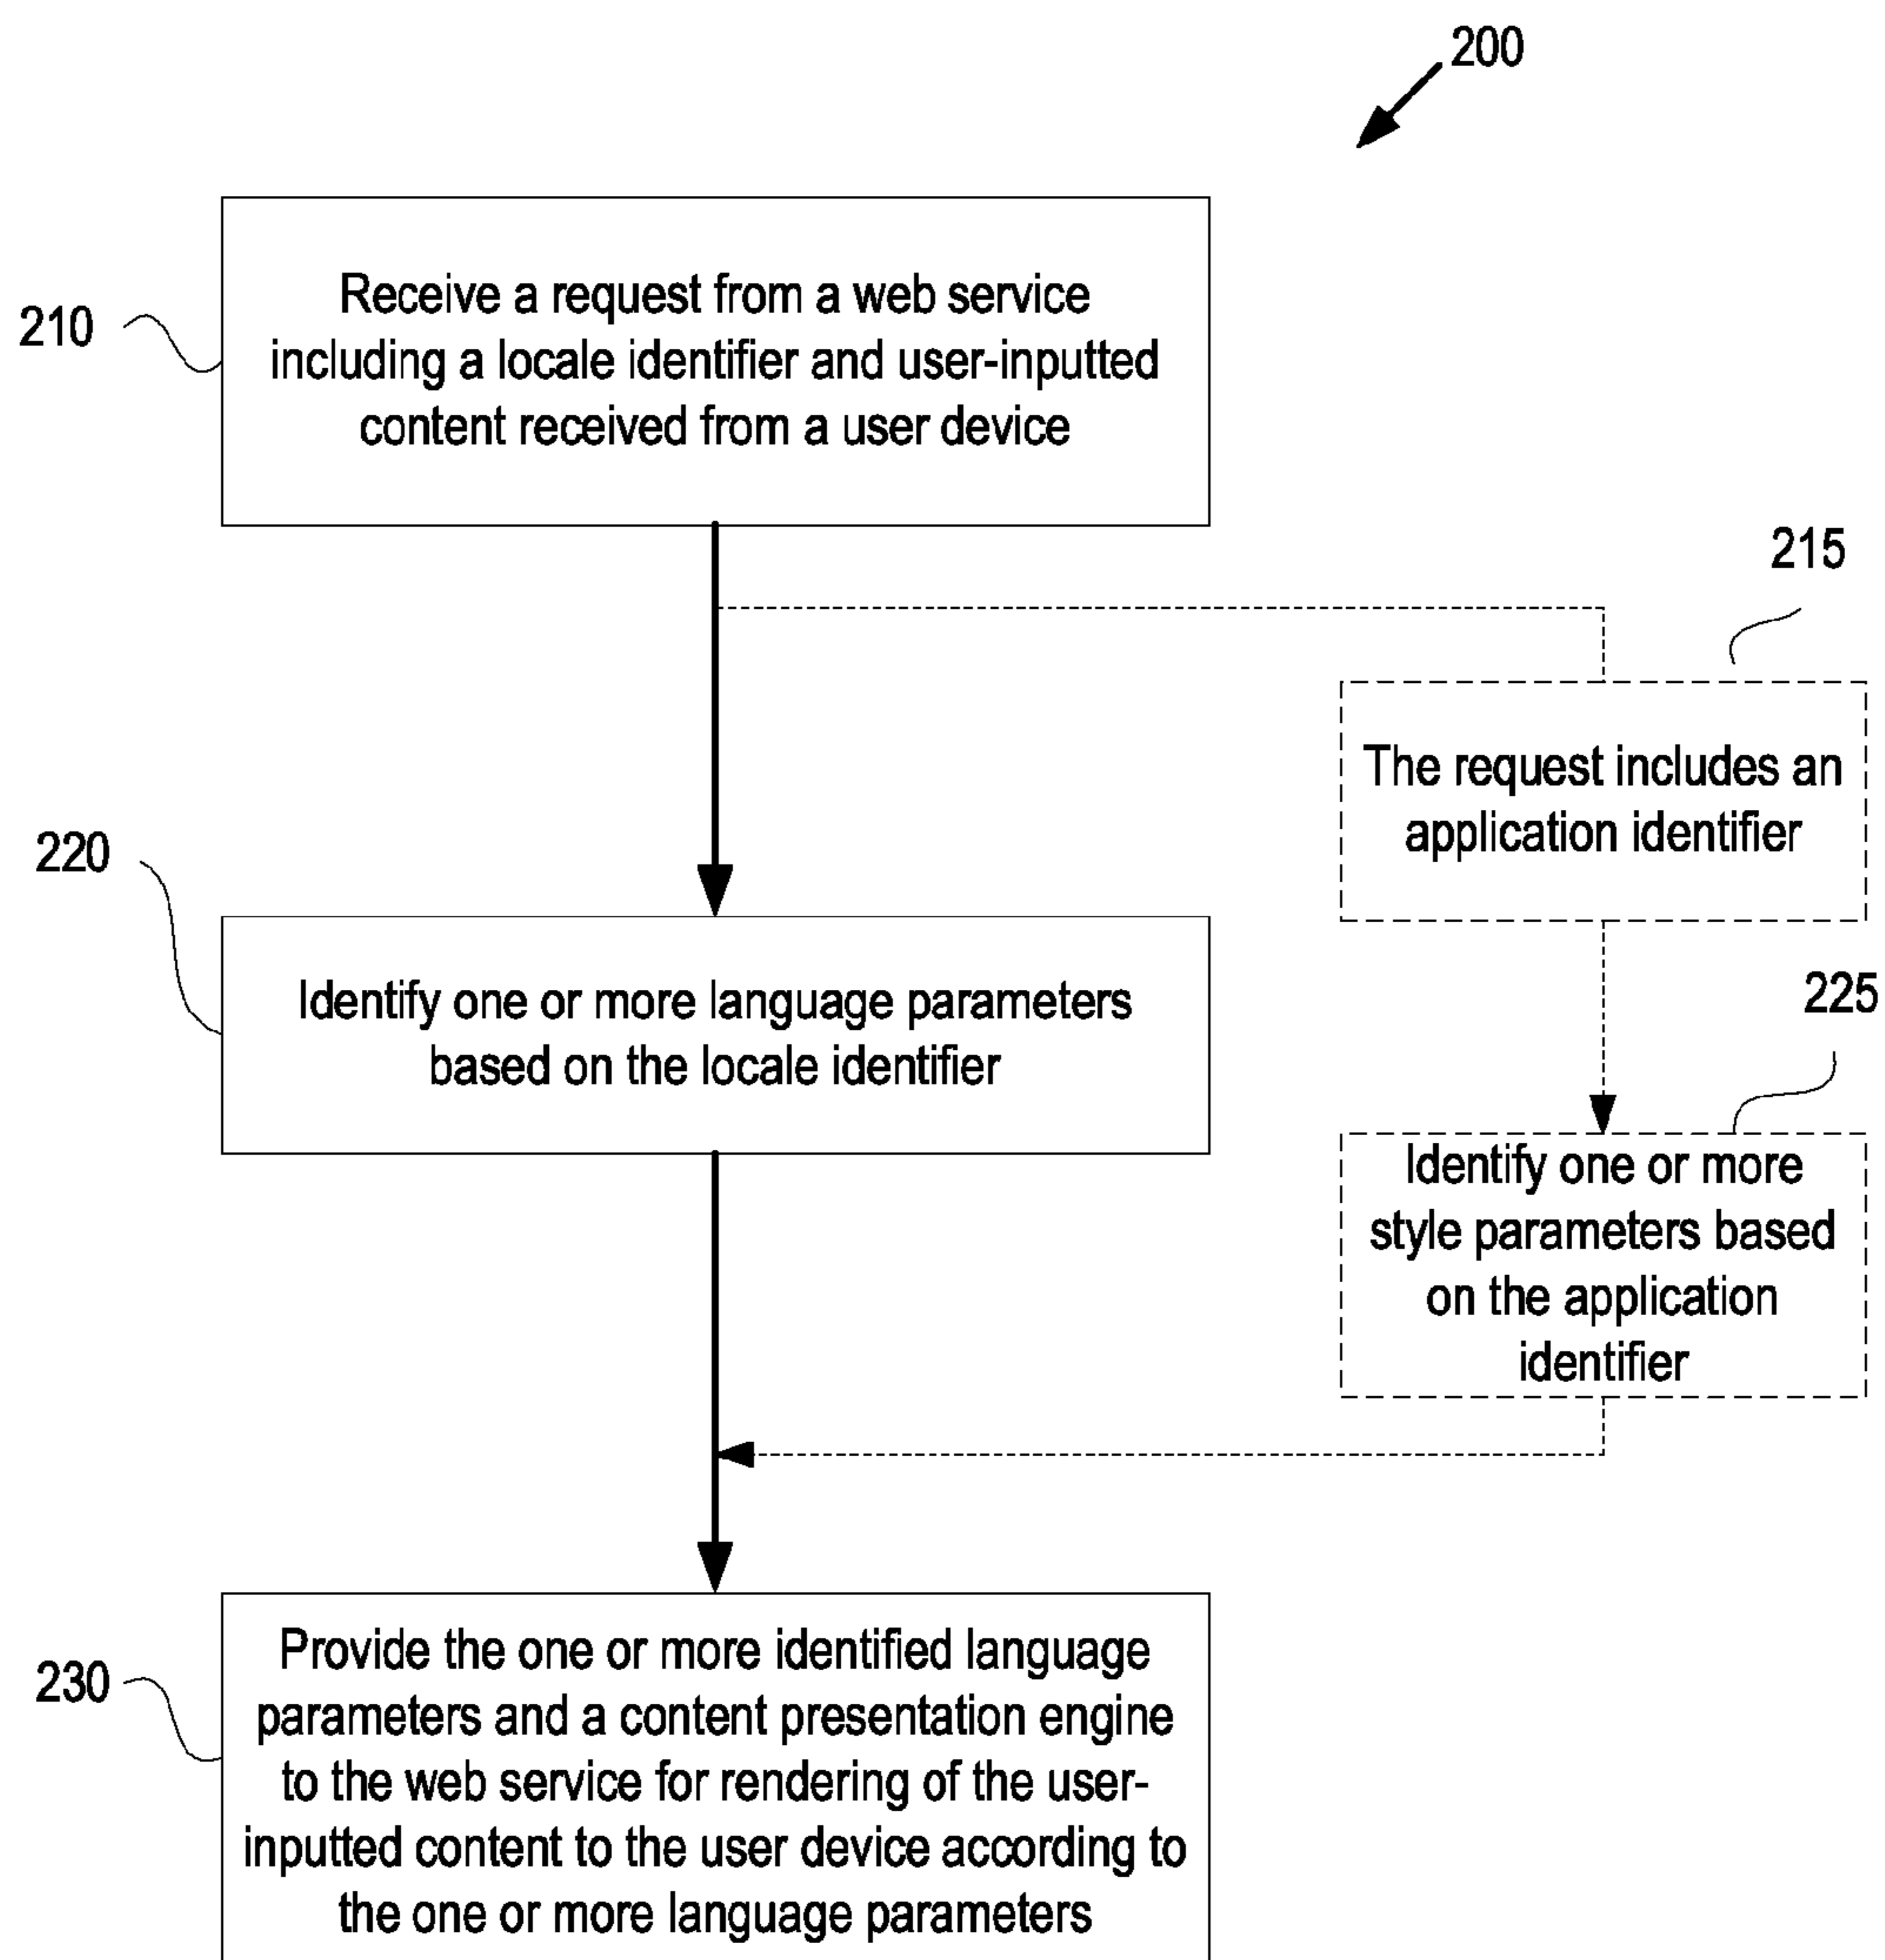 200
210
Receive a request from a web service
including a locale identifier and user-inputted
content received from a user device
215
The request includes an
application identifier
220
Identify one or more language parameters
based on the locale identifier
225
Identify one or more
style parameters based
on the application
identifier
230
Provide the one or more identified language
parameters and a content presentation engine
to the web service for rendering of the user-
inputted content to the user device according to
the one or more language parameters